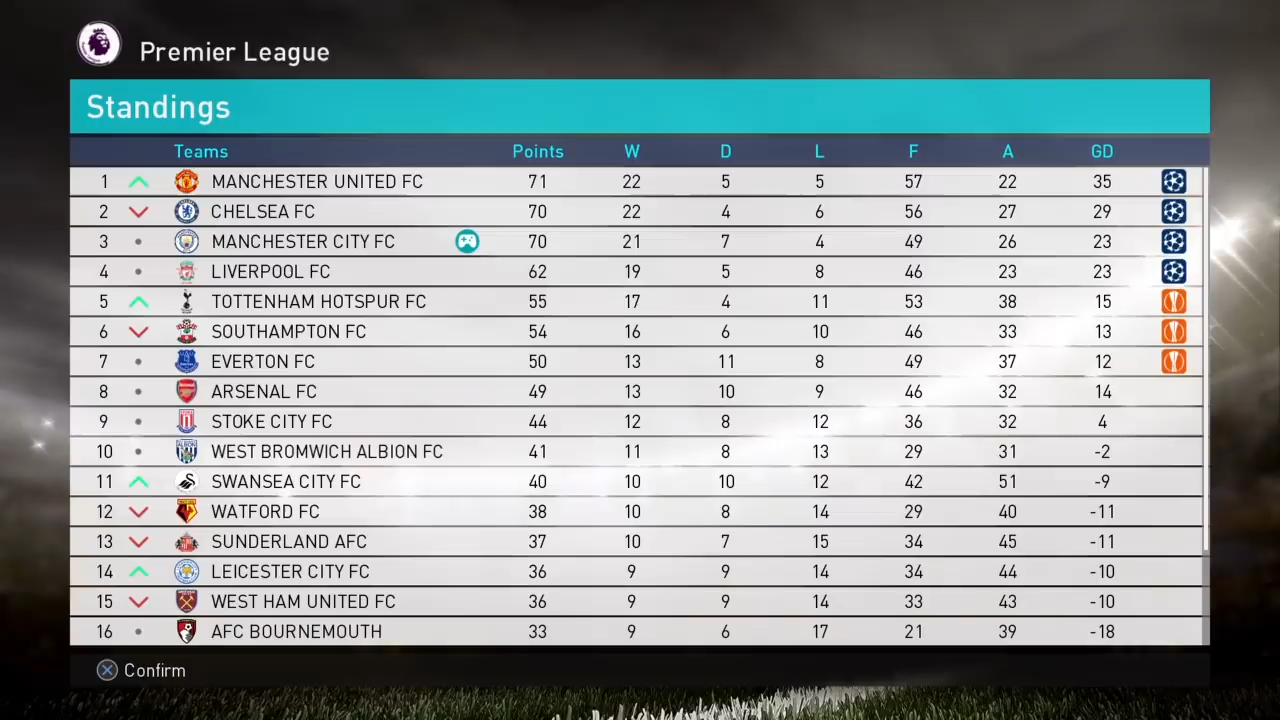 Premier League
Standings
Teams Points W D L F A GD
1 MANCHESTER UNITED FC 71 22 5 5 57 22 35
2 CHELSEA FC 70 22 4 6 56 27 29
3 MANCHESTER CITY FC 70 21 7 4 49 26 23
4 LIVERPOOL FC 62 19 5 8 46 23 23
5 TOTTENHAM HOTSPUR FC 55 17 4 11 53 38 15
6 SOUTHAMPTON FC 54 16 6 10 46 33 13
7 EVERTON FC 50 13 11 8 49 37 12
8 ARSENAL FC 49 13 10 9 46 32 14
9 STOKE CITY FC 44 12 8 12 36 32 4
10 WEST BROMWICH ALBION FC 41 11 8 13 29 31 -2
11 SWANSEA CITY FC 40 10 10 12 42 51 -9
12 WATFORD FC 38 10 8 14 29 40 -11
13 SUNDERLAND AFC 37 10 7 15 34 45 -11
14 LEICESTER CITY FC 36 9 9 14 34 44 -10
15 WEST HAM UNITED FC 36 9 9 14 33 43 -10
16 AFC BOURNEMOUTH 33 9 6 17 21 39 -18
Confirm